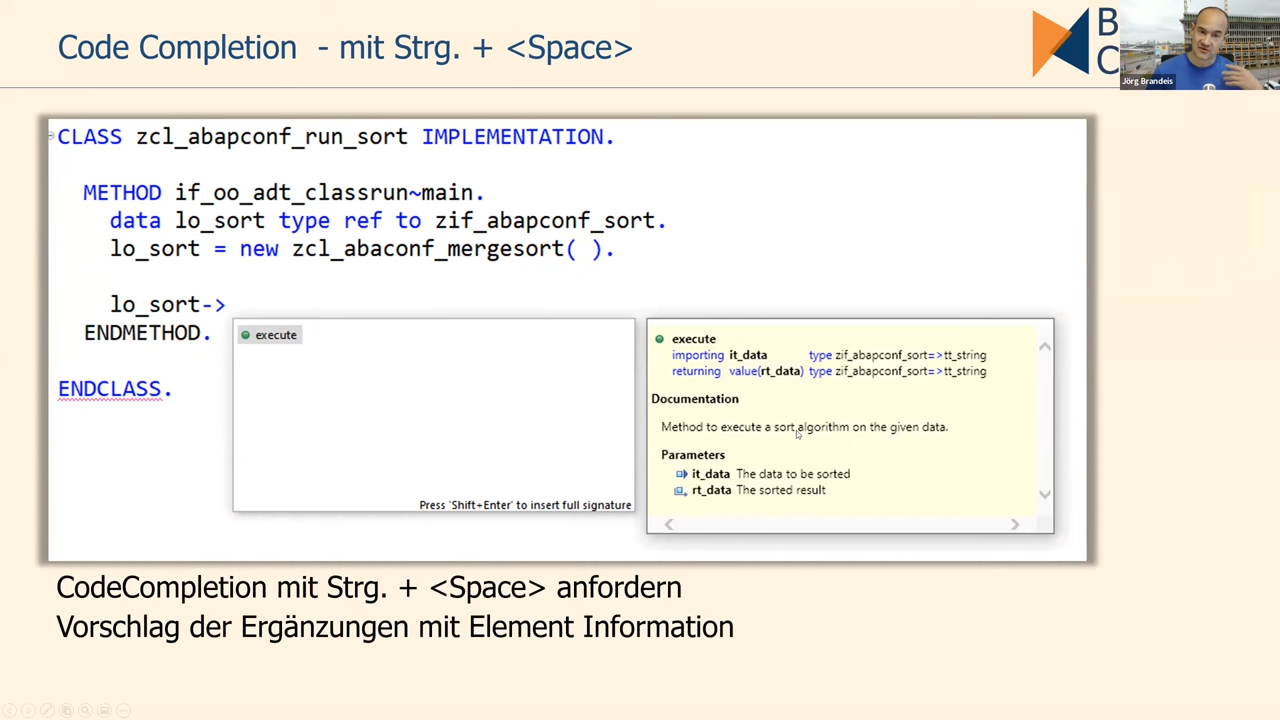 Code Completion - mit Strg. + <Space>
B
C
Jörg Brandeis
CLASS zcl_abapconf_run_sort IMPLEMENTATION.
METHOD if_oo_adt_classrun~main.
data lo_sort type ref to zif_abapconf_sort.
lo_sort = new zcl_abaconf_mergesort( ).
lo_sort->
ENDMETHOD.
ENDCLASS.
execute
Press 'Shift+Enter' to insert full signature
execute
importing it_data type zif_abapconf_sort=>tt_string
returning value(rt_data) type zif_abapconf_sort=>tt_string
Documentation
Method to execute a sort algorithm on the given data.
Parameters
it_data The data to be sorted
rt_data The sorted result
CodeCompletion mit Strg. + <Space> anfordern
Vorschlag der Ergänzungen mit Element Information